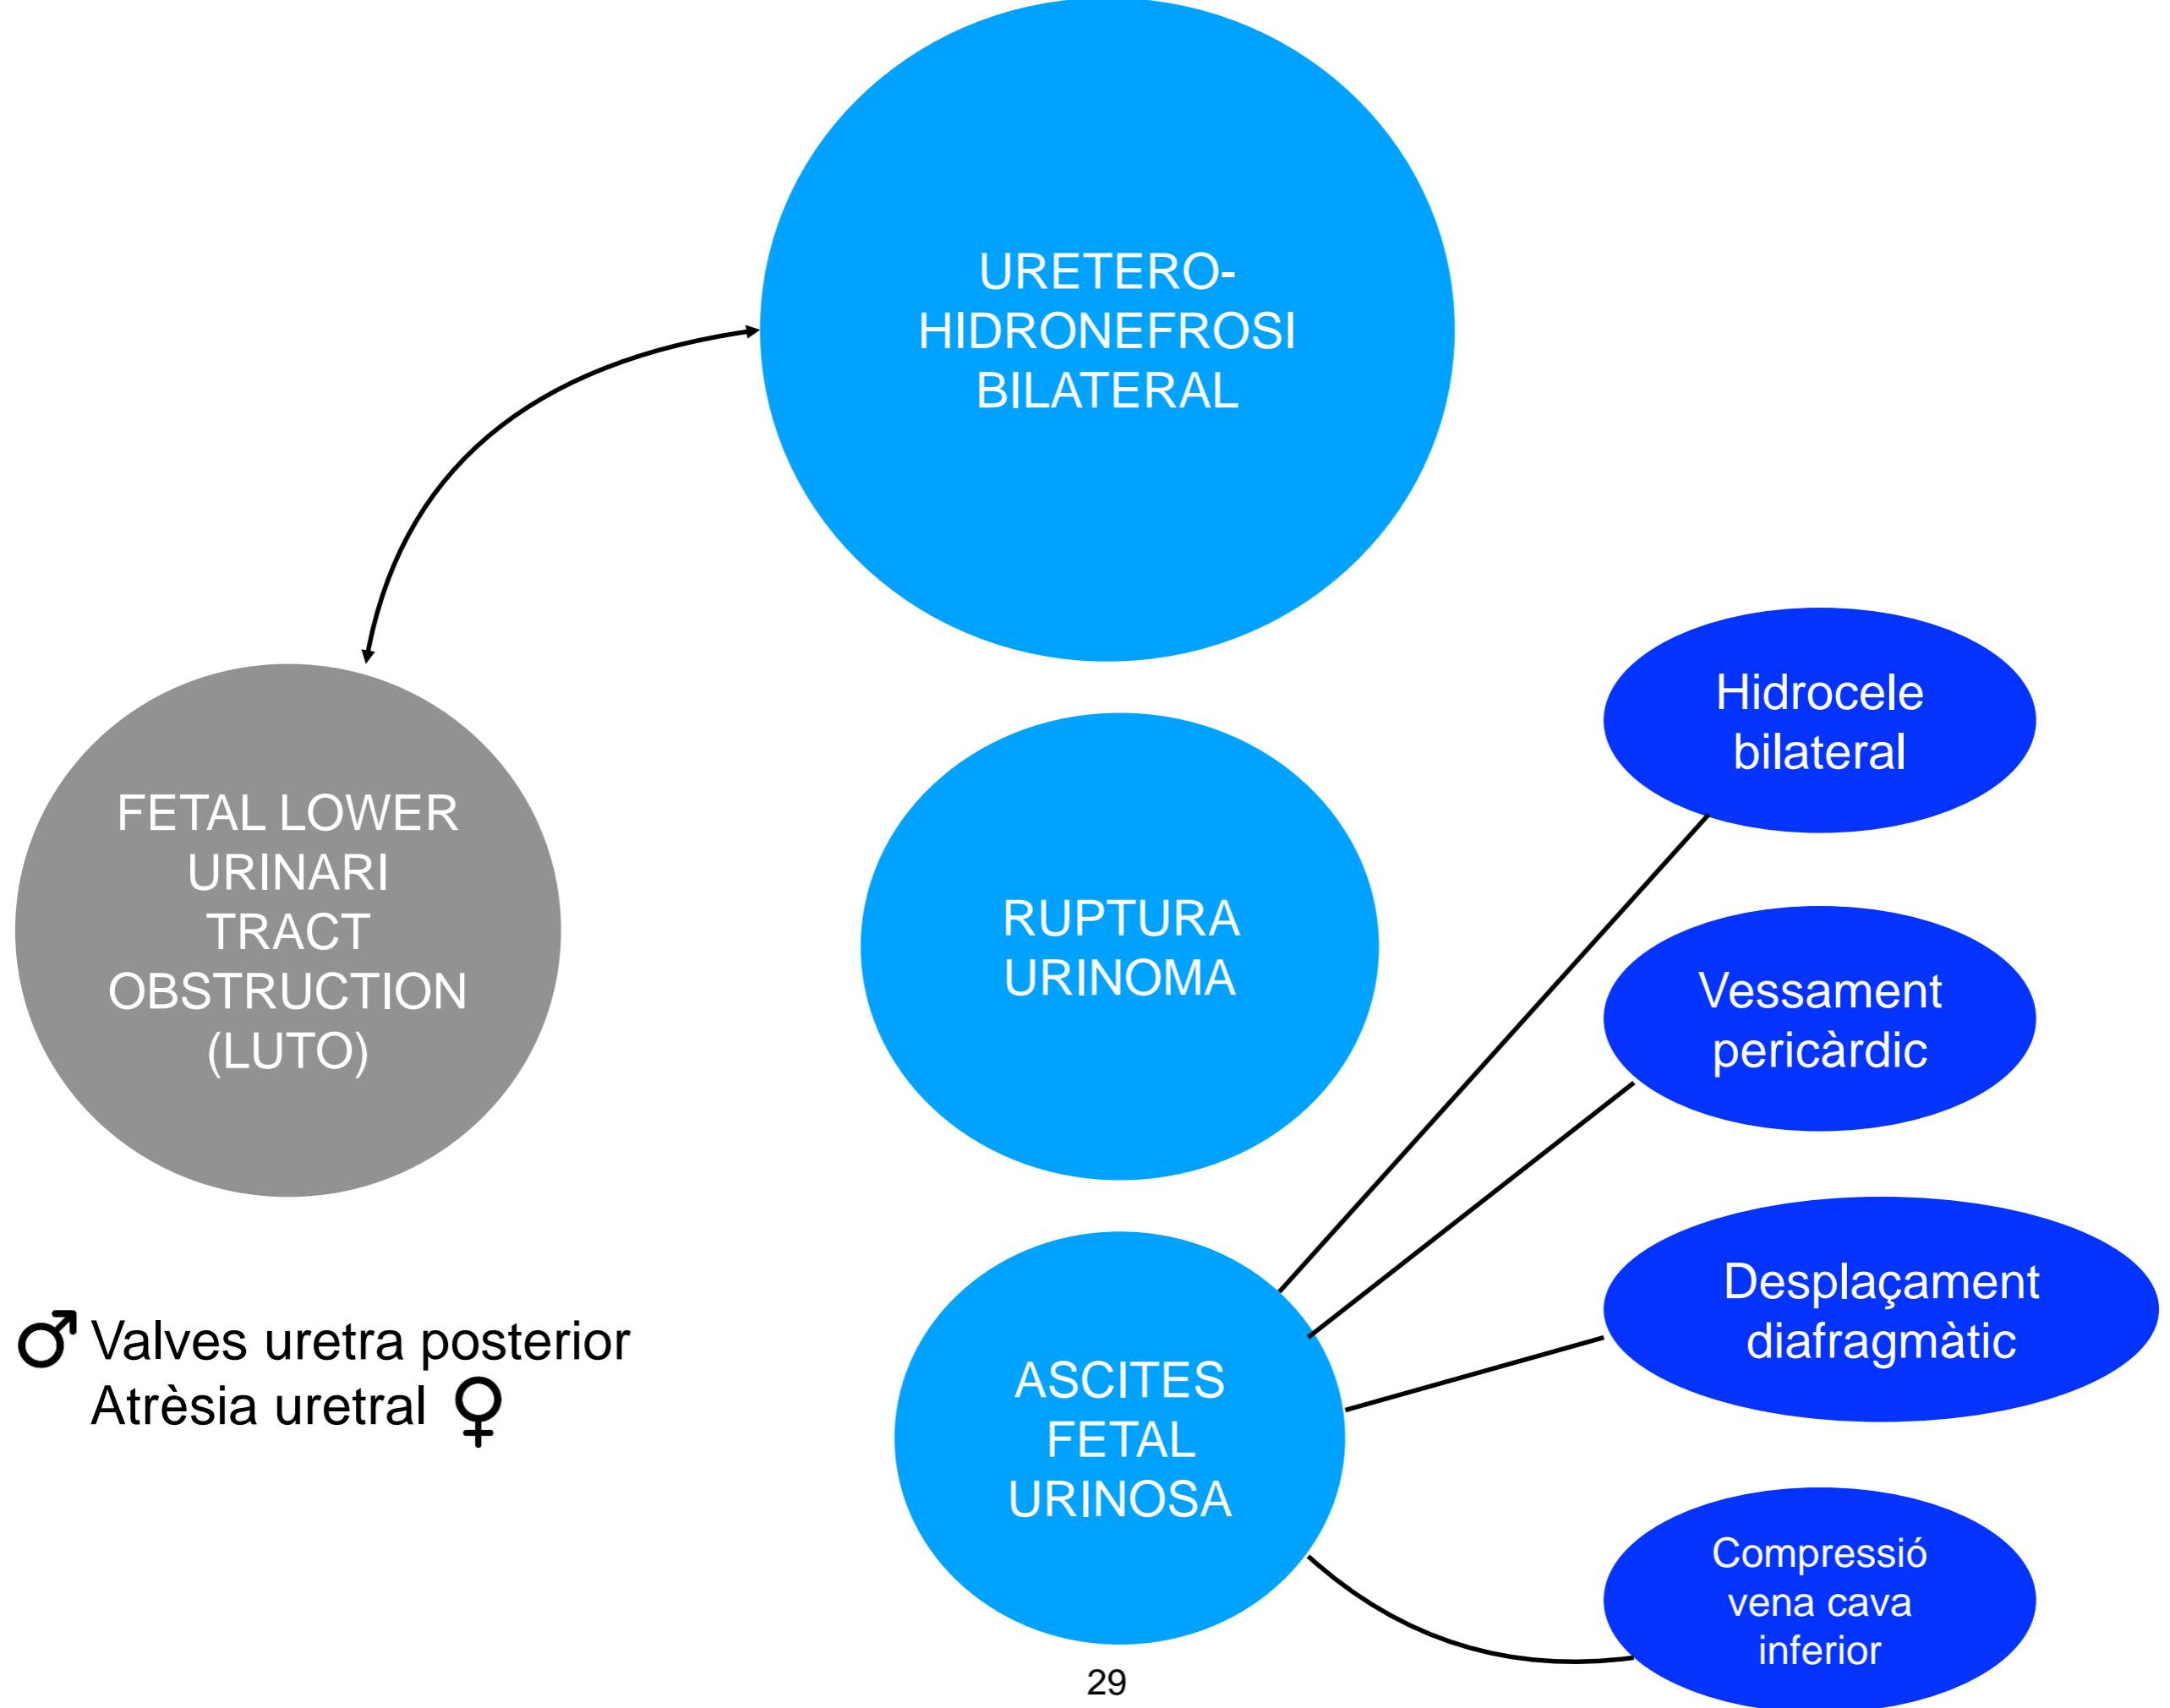 URETERO-
HIDRONEFROSI
BILATERAL
FETAL LOWER
URINARI
TRACT
OBSTRUCTION
(LUTO)
♂ Valves uretra posterior
Atrèsia uretral ♀
RUPTURA
URINOMA
ASCITES
FETAL
URINOSA
Hidrocele
bilateral
Vessament
pericàrdic
Desplaçament
diafragmàtic
Compressió
vena cava
inferior
29